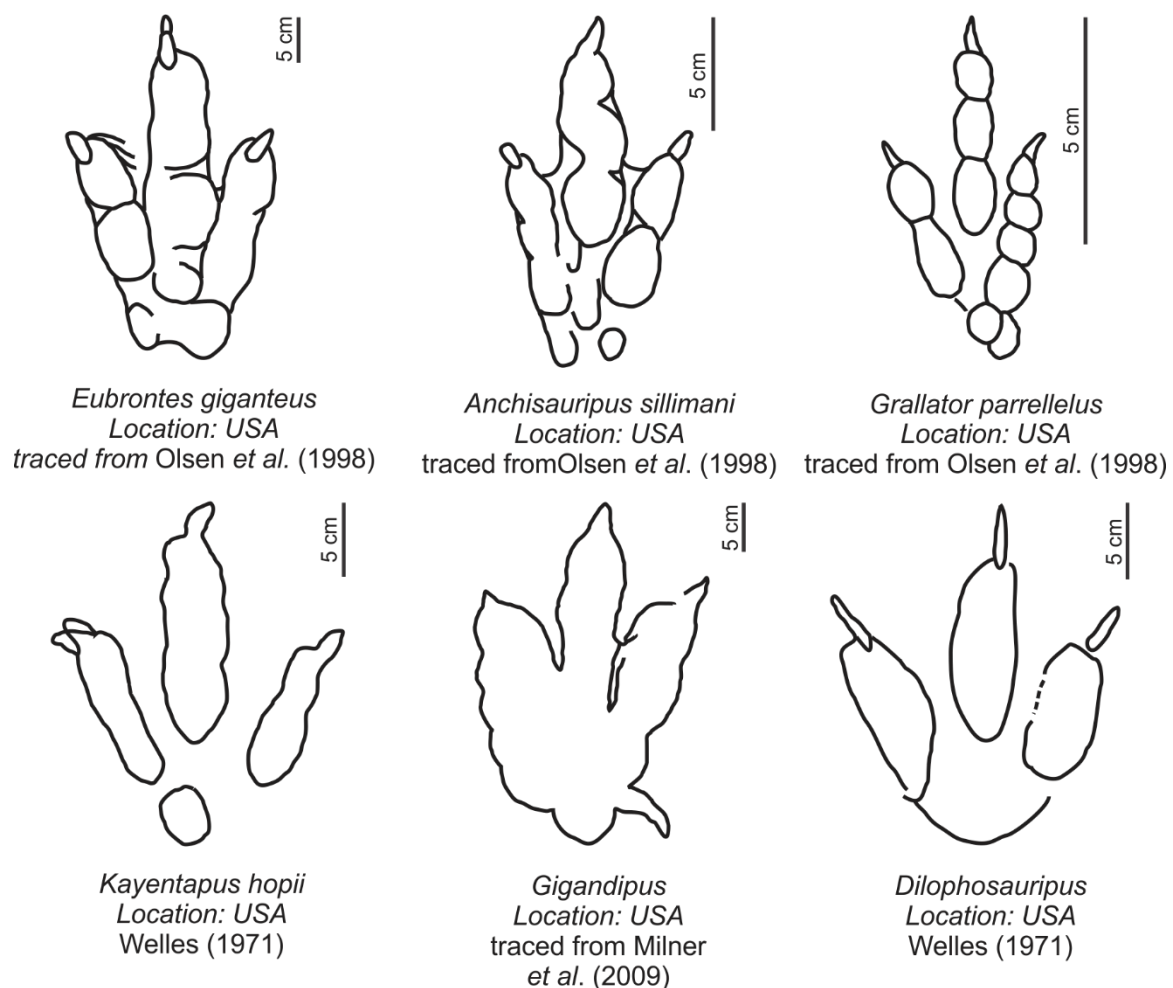 5 cm
5 cm
5 cm
Eubrontes giganteus
Location: USA
traced from Olsen et al. (1998)
Anchisauripus sillimani
Location: USA
traced fromOlsen et al. (1998)
Grallator parrellelus
Location: USA
traced from Olsen et al. (1998)
5 cm
5 cm
5 cm
Kayentapus hopii
Location: USA
Welles (1971)
Gigandipus
Location: USA
traced from Milner
et al. (2009)
Dilophosauripus
Location: USA
Welles (1971)